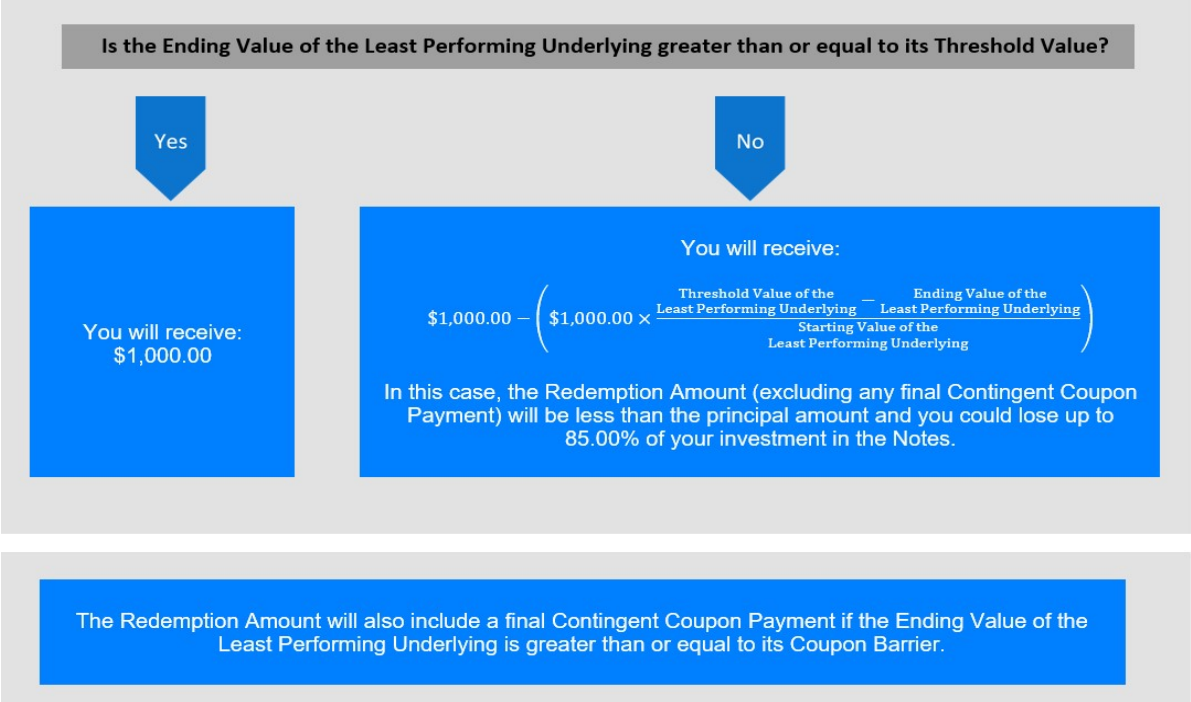 Is the Ending Value of the Least Performing Underlying greater than or equal to its Threshold Value?
Yes
No
You will receive:
$1,000.00
You will receive:
$1,000.00 − ($1,000.00 × (Threshold Value of the Least Performing Underlying − Ending Value of the Least Performing Underlying) / Starting Value of the Least Performing Underlying)
In this case, the Redemption Amount (excluding any final Contingent Coupon
Payment) will be less than the principal amount and you could lose up to
85.00% of your investment in the Notes.
The Redemption Amount will also include a final Contingent Coupon Payment if the Ending Value of the
Least Performing Underlying is greater than or equal to its Coupon Barrier.